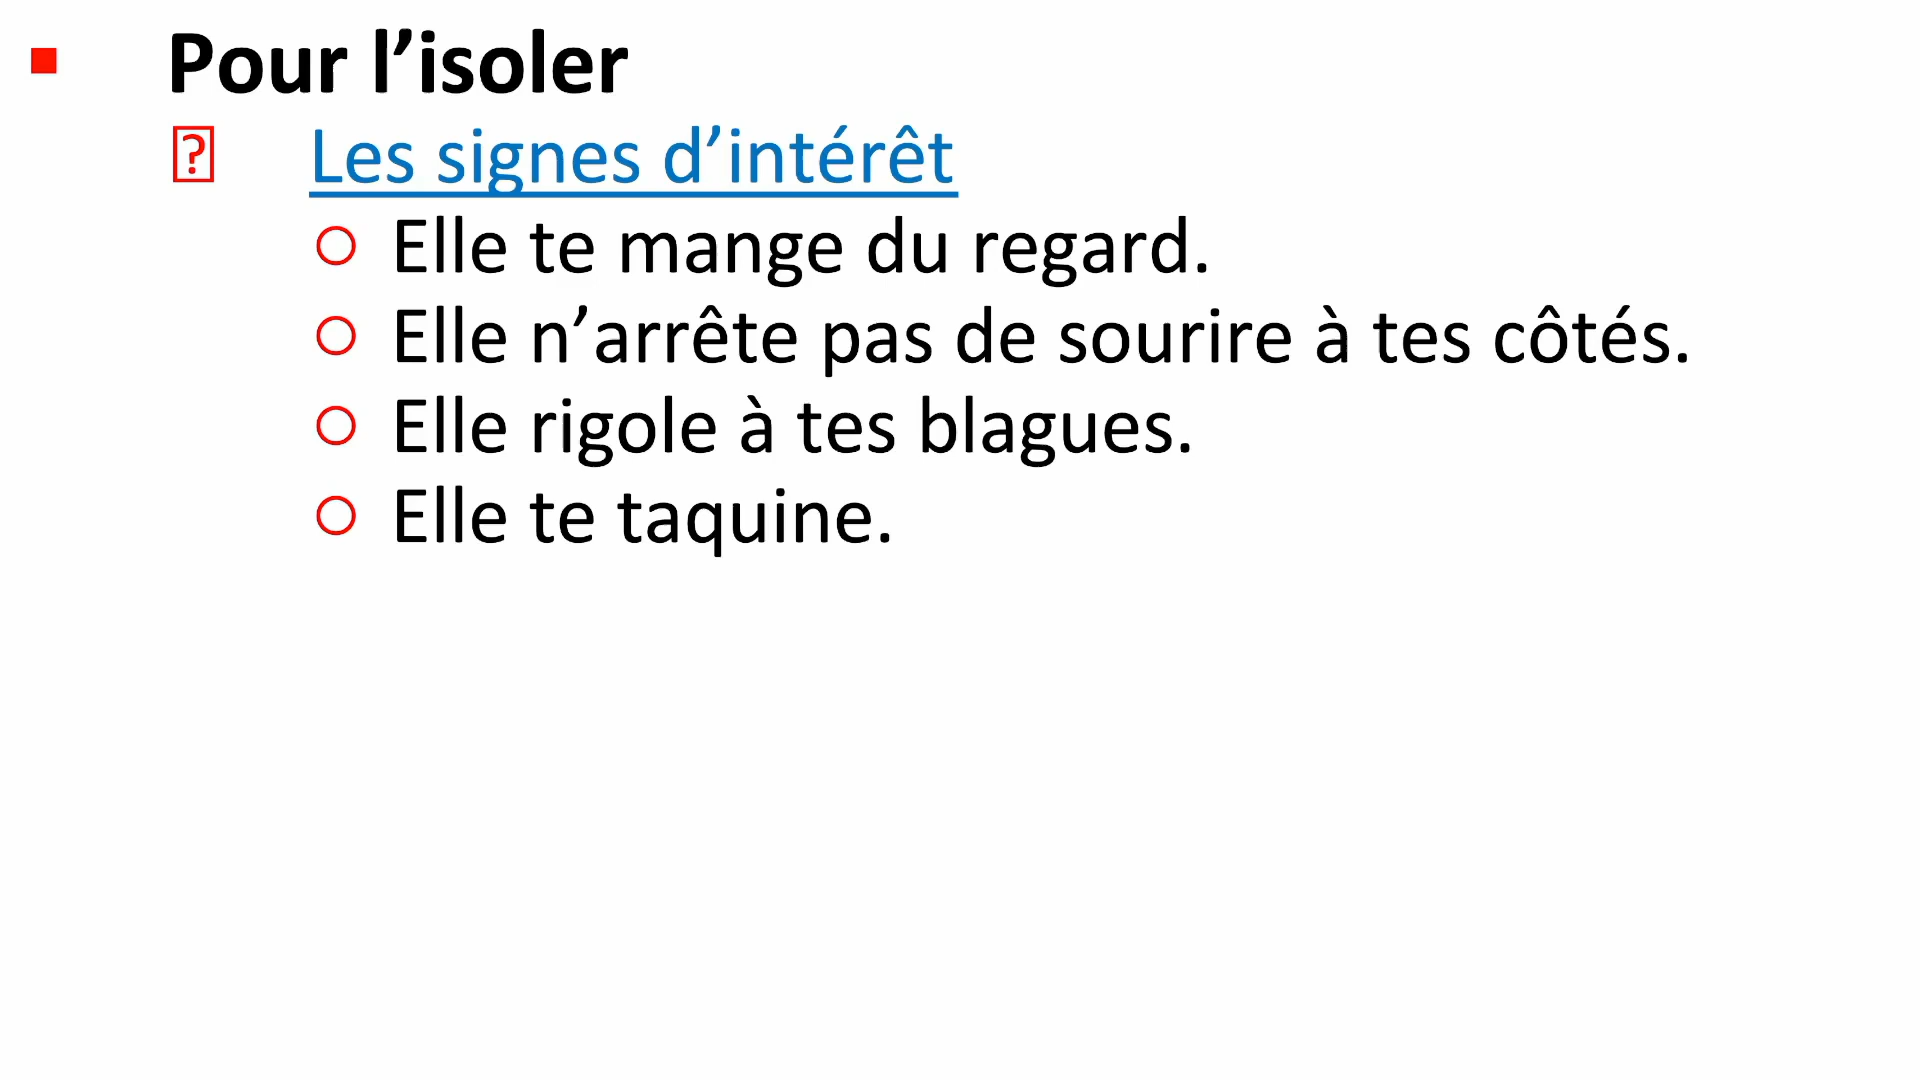 ▪ Pour l’isoler
⍰ Les signes d’intérêt
○ Elle te mange du regard.
○ Elle n’arrête pas de sourire à tes côtés.
○ Elle rigole à tes blagues.
○ Elle te taquine.